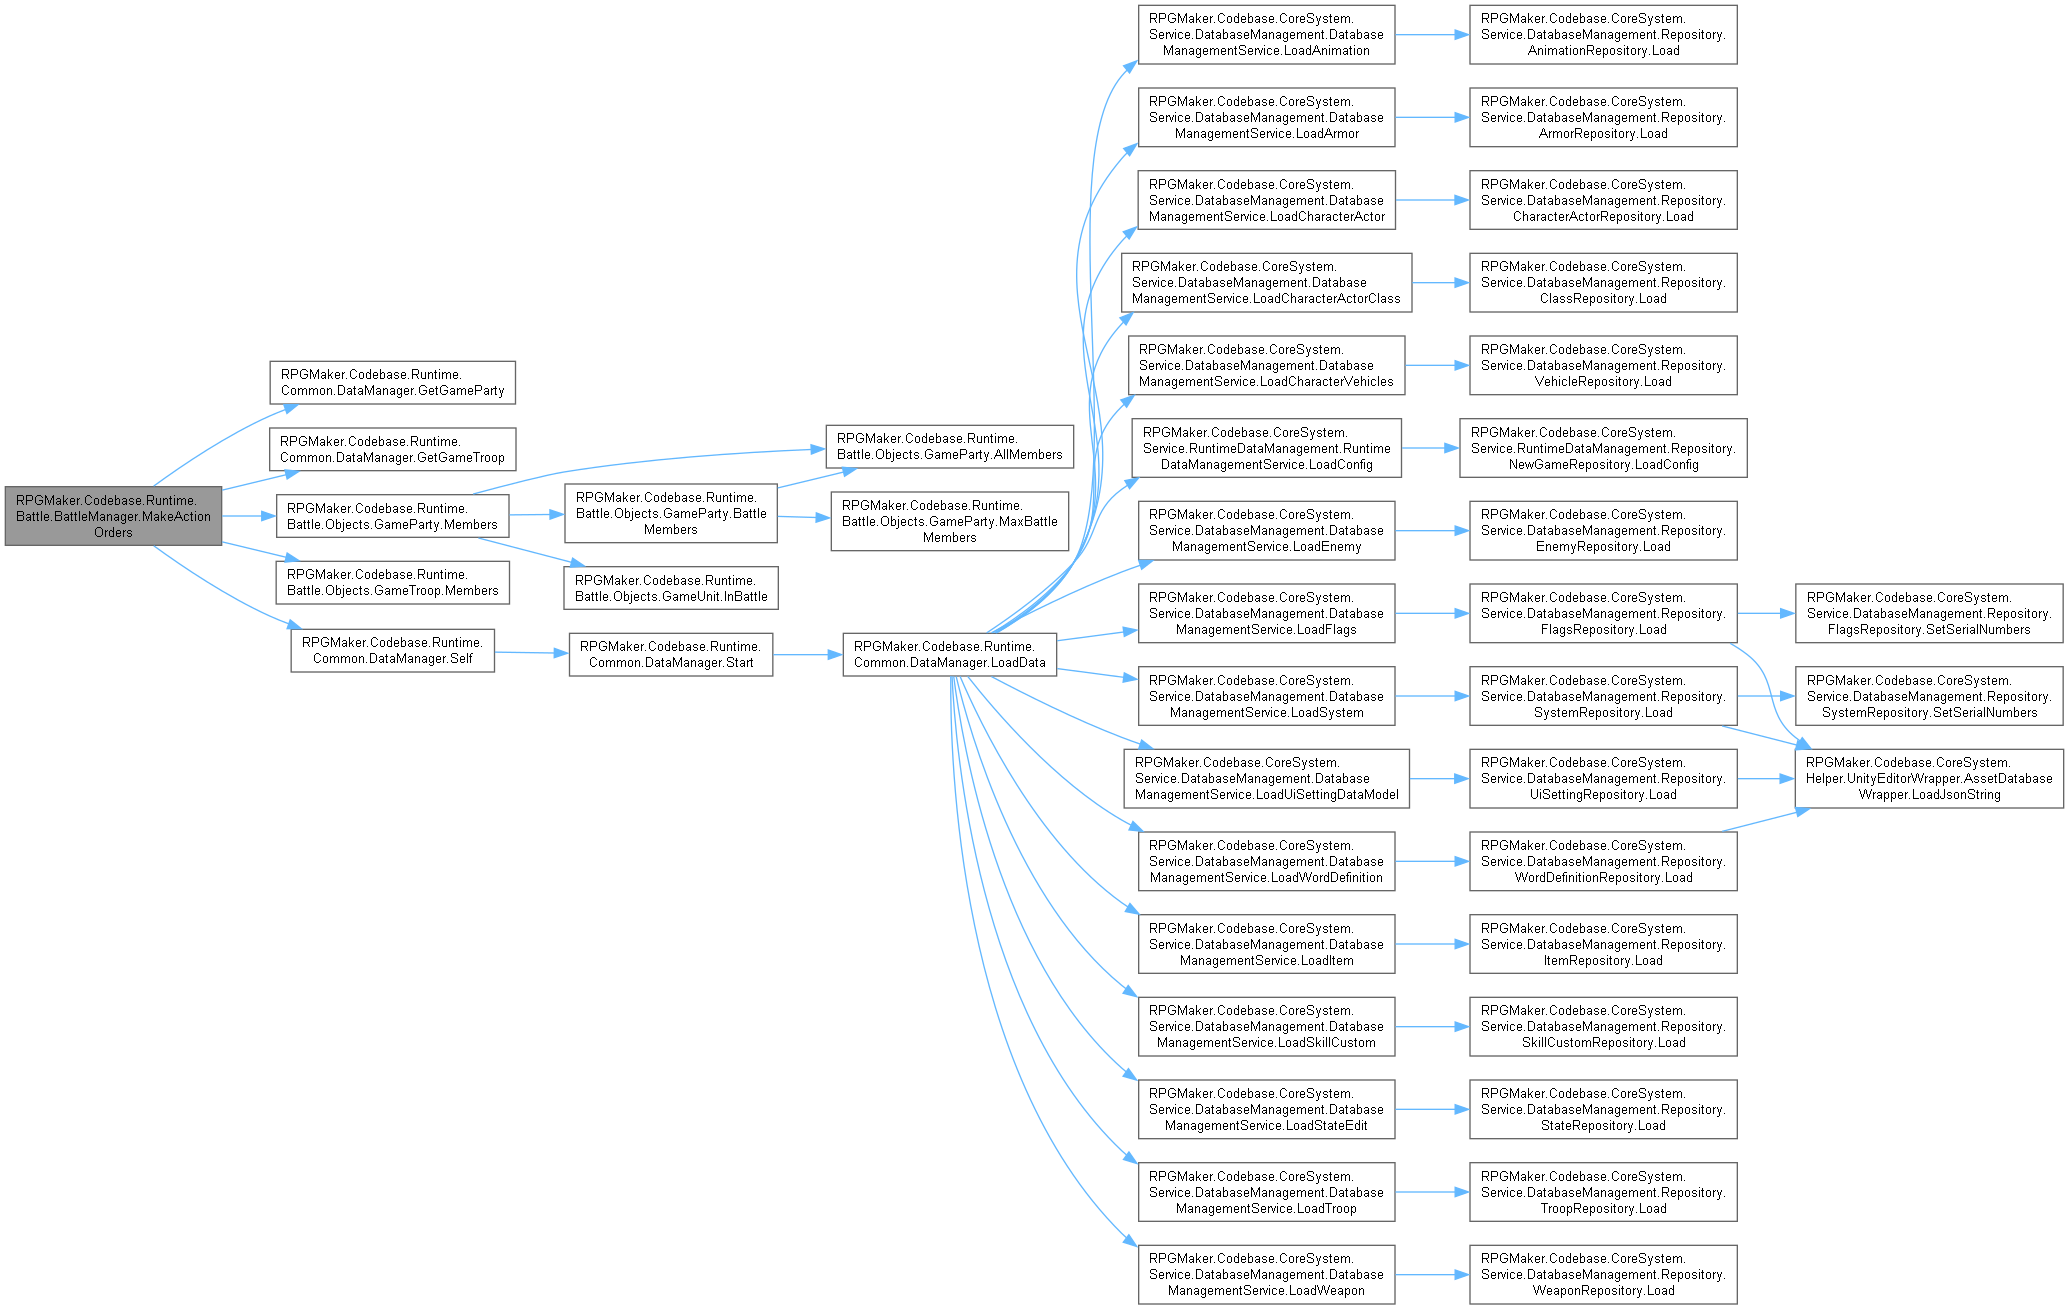 RPGMaker.Codebase.Runtime.
Battle.BattleManager.MakeAction
Orders
RPGMaker.Codebase.Runtime.
Common.DataManager.GetGameParty
RPGMaker.Codebase.Runtime.
Common.DataManager.GetGameTroop
RPGMaker.Codebase.Runtime.
Battle.Objects.GameParty.Members
RPGMaker.Codebase.Runtime.
Battle.Objects.GameTroop.Members
RPGMaker.Codebase.Runtime.
Common.DataManager.Self
RPGMaker.Codebase.Runtime.
Battle.Objects.GameParty.Battle
Members
RPGMaker.Codebase.Runtime.
Battle.Objects.GameUnit.InBattle
RPGMaker.Codebase.Runtime.
Common.DataManager.Start
RPGMaker.Codebase.Runtime.
Battle.Objects.GameParty.AllMembers
RPGMaker.Codebase.Runtime.
Battle.Objects.GameParty.MaxBattle
Members
RPGMaker.Codebase.Runtime.
Common.DataManager.LoadData
RPGMaker.Codebase.CoreSystem.
Service.DatabaseManagement.Database
ManagementService.LoadAnimation
RPGMaker.Codebase.CoreSystem.
Service.DatabaseManagement.Database
ManagementService.LoadArmor
RPGMaker.Codebase.CoreSystem.
Service.DatabaseManagement.Database
ManagementService.LoadCharacterActor
RPGMaker.Codebase.CoreSystem.
Service.DatabaseManagement.Database
ManagementService.LoadCharacterActorClass
RPGMaker.Codebase.CoreSystem.
Service.DatabaseManagement.Database
ManagementService.LoadCharacterVehicles
RPGMaker.Codebase.CoreSystem.
Service.RuntimeDataManagement.Runtime
DataManagementService.LoadConfig
RPGMaker.Codebase.CoreSystem.
Service.DatabaseManagement.Database
ManagementService.LoadEnemy
RPGMaker.Codebase.CoreSystem.
Service.DatabaseManagement.Database
ManagementService.LoadFlags
RPGMaker.Codebase.CoreSystem.
Service.DatabaseManagement.Database
ManagementService.LoadSystem
RPGMaker.Codebase.CoreSystem.
Service.DatabaseManagement.Database
ManagementService.LoadUiSettingDataModel
RPGMaker.Codebase.CoreSystem.
Service.DatabaseManagement.Database
ManagementService.LoadWordDefinition
RPGMaker.Codebase.CoreSystem.
Service.DatabaseManagement.Database
ManagementService.LoadItem
RPGMaker.Codebase.CoreSystem.
Service.DatabaseManagement.Database
ManagementService.LoadSkillCustom
RPGMaker.Codebase.CoreSystem.
Service.DatabaseManagement.Database
ManagementService.LoadStateEdit
RPGMaker.Codebase.CoreSystem.
Service.DatabaseManagement.Database
ManagementService.LoadTroop
RPGMaker.Codebase.CoreSystem.
Service.DatabaseManagement.Database
ManagementService.LoadWeapon
RPGMaker.Codebase.CoreSystem.
Service.DatabaseManagement.Repository.
AnimationRepository.Load
RPGMaker.Codebase.CoreSystem.
Service.DatabaseManagement.Repository.
ArmorRepository.Load
RPGMaker.Codebase.CoreSystem.
Service.DatabaseManagement.Repository.
CharacterActorRepository.Load
RPGMaker.Codebase.CoreSystem.
Service.DatabaseManagement.Repository.
ClassRepository.Load
RPGMaker.Codebase.CoreSystem.
Service.DatabaseManagement.Repository.
VehicleRepository.Load
RPGMaker.Codebase.CoreSystem.
Service.RuntimeDataManagement.Repository.
NewGameRepository.LoadConfig
RPGMaker.Codebase.CoreSystem.
Service.DatabaseManagement.Repository.
EnemyRepository.Load
RPGMaker.Codebase.CoreSystem.
Service.DatabaseManagement.Repository.
FlagsRepository.Load
RPGMaker.Codebase.CoreSystem.
Service.DatabaseManagement.Repository.
SystemRepository.Load
RPGMaker.Codebase.CoreSystem.
Service.DatabaseManagement.Repository.
UiSettingRepository.Load
RPGMaker.Codebase.CoreSystem.
Service.DatabaseManagement.Repository.
WordDefinitionRepository.Load
RPGMaker.Codebase.CoreSystem.
Service.DatabaseManagement.Repository.
ItemRepository.Load
RPGMaker.Codebase.CoreSystem.
Service.DatabaseManagement.Repository.
SkillCustomRepository.Load
RPGMaker.Codebase.CoreSystem.
Service.DatabaseManagement.Repository.
StateRepository.Load
RPGMaker.Codebase.CoreSystem.
Service.DatabaseManagement.Repository.
TroopRepository.Load
RPGMaker.Codebase.CoreSystem.
Service.DatabaseManagement.Repository.
WeaponRepository.Load
RPGMaker.Codebase.CoreSystem.
Service.DatabaseManagement.Repository.
FlagsRepository.SetSerialNumbers
RPGMaker.Codebase.CoreSystem.
Service.DatabaseManagement.Repository.
SystemRepository.SetSerialNumbers
RPGMaker.Codebase.CoreSystem.
Helper.UnityEditorWrapper.AssetDatabase
Wrapper.LoadJsonString